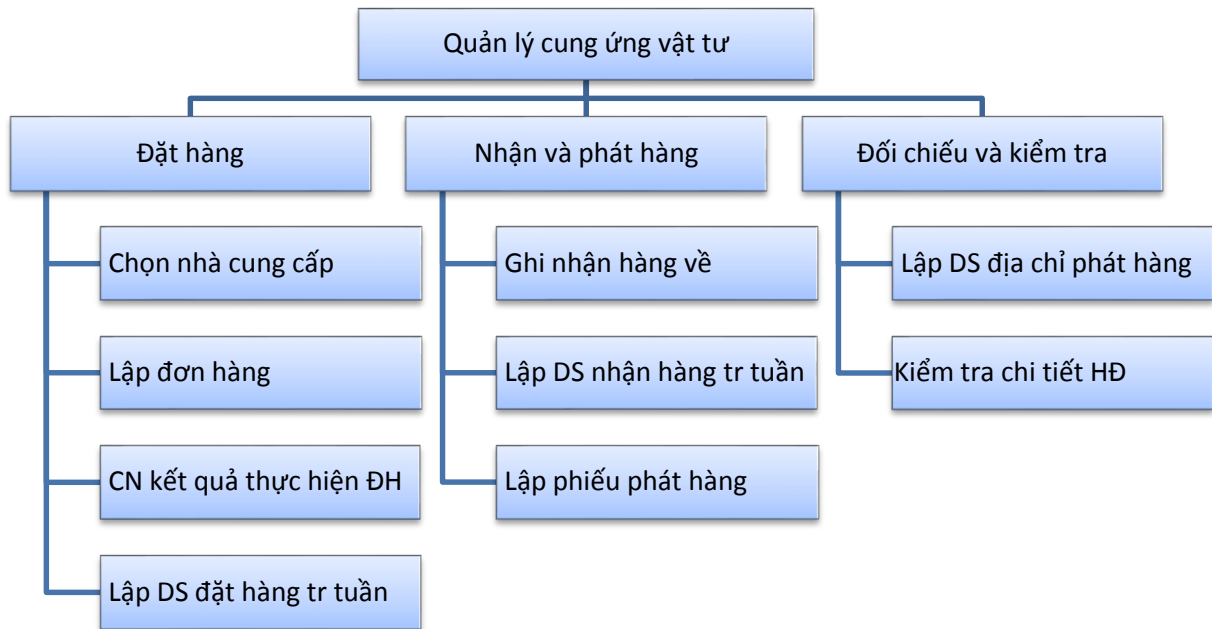 Quản lý cung ứng vật tư
Đặt hàng
Nhận và phát hàng
Đối chiếu và kiểm tra
Chọn nhà cung cấp
Lập đơn hàng
CN kết quả thực hiện ĐH
Lập DS đặt hàng tr tuần
Ghi nhận hàng về
Lập DS nhận hàng tr tuần
Lập phiếu phát hàng
Lập DS địa chỉ phát hàng
Kiểm tra chi tiết HĐ